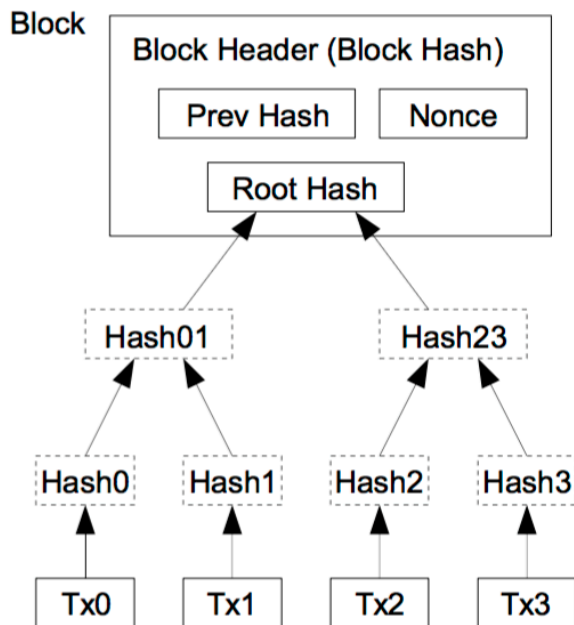 Block
Block Header (Block Hash)
Prev Hash Nonce
Root Hash
Hash01 Hash23
Hash0 Hash1 Hash2 Hash3
Tx0 Tx1 Tx2 Tx3